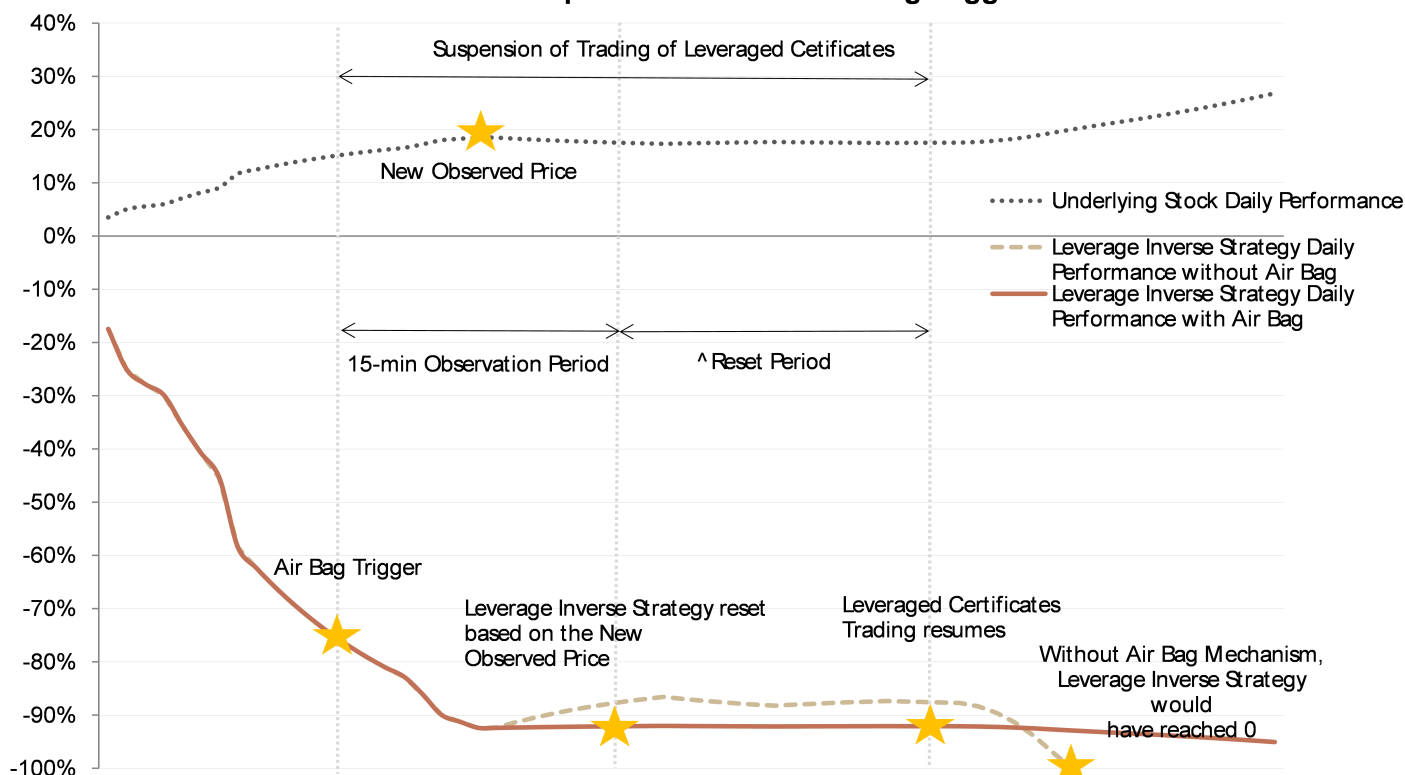 40%
Suspension of Trading of Leveraged Cetificates
30%
20%
New Observed Price
10%
Underlying Stock Daily Performance
0%
Leverage Inverse Strategy Daily
Performance without Air Bag
Leverage Inverse Strategy Daily
Performance with Air Bag
-10%
-20%
15-min Observation Period
^ Reset Period
-30%
-40%
-50%
-60%
Air Bag Trigger
-70%
Leverage Inverse Strategy reset
based on the New
Observed Price
Leveraged Certificates
Trading resumes
-80%
Without Air Bag Mechanism,
Leverage Inverse Strategy
would
have reached 0
-90%
-100%